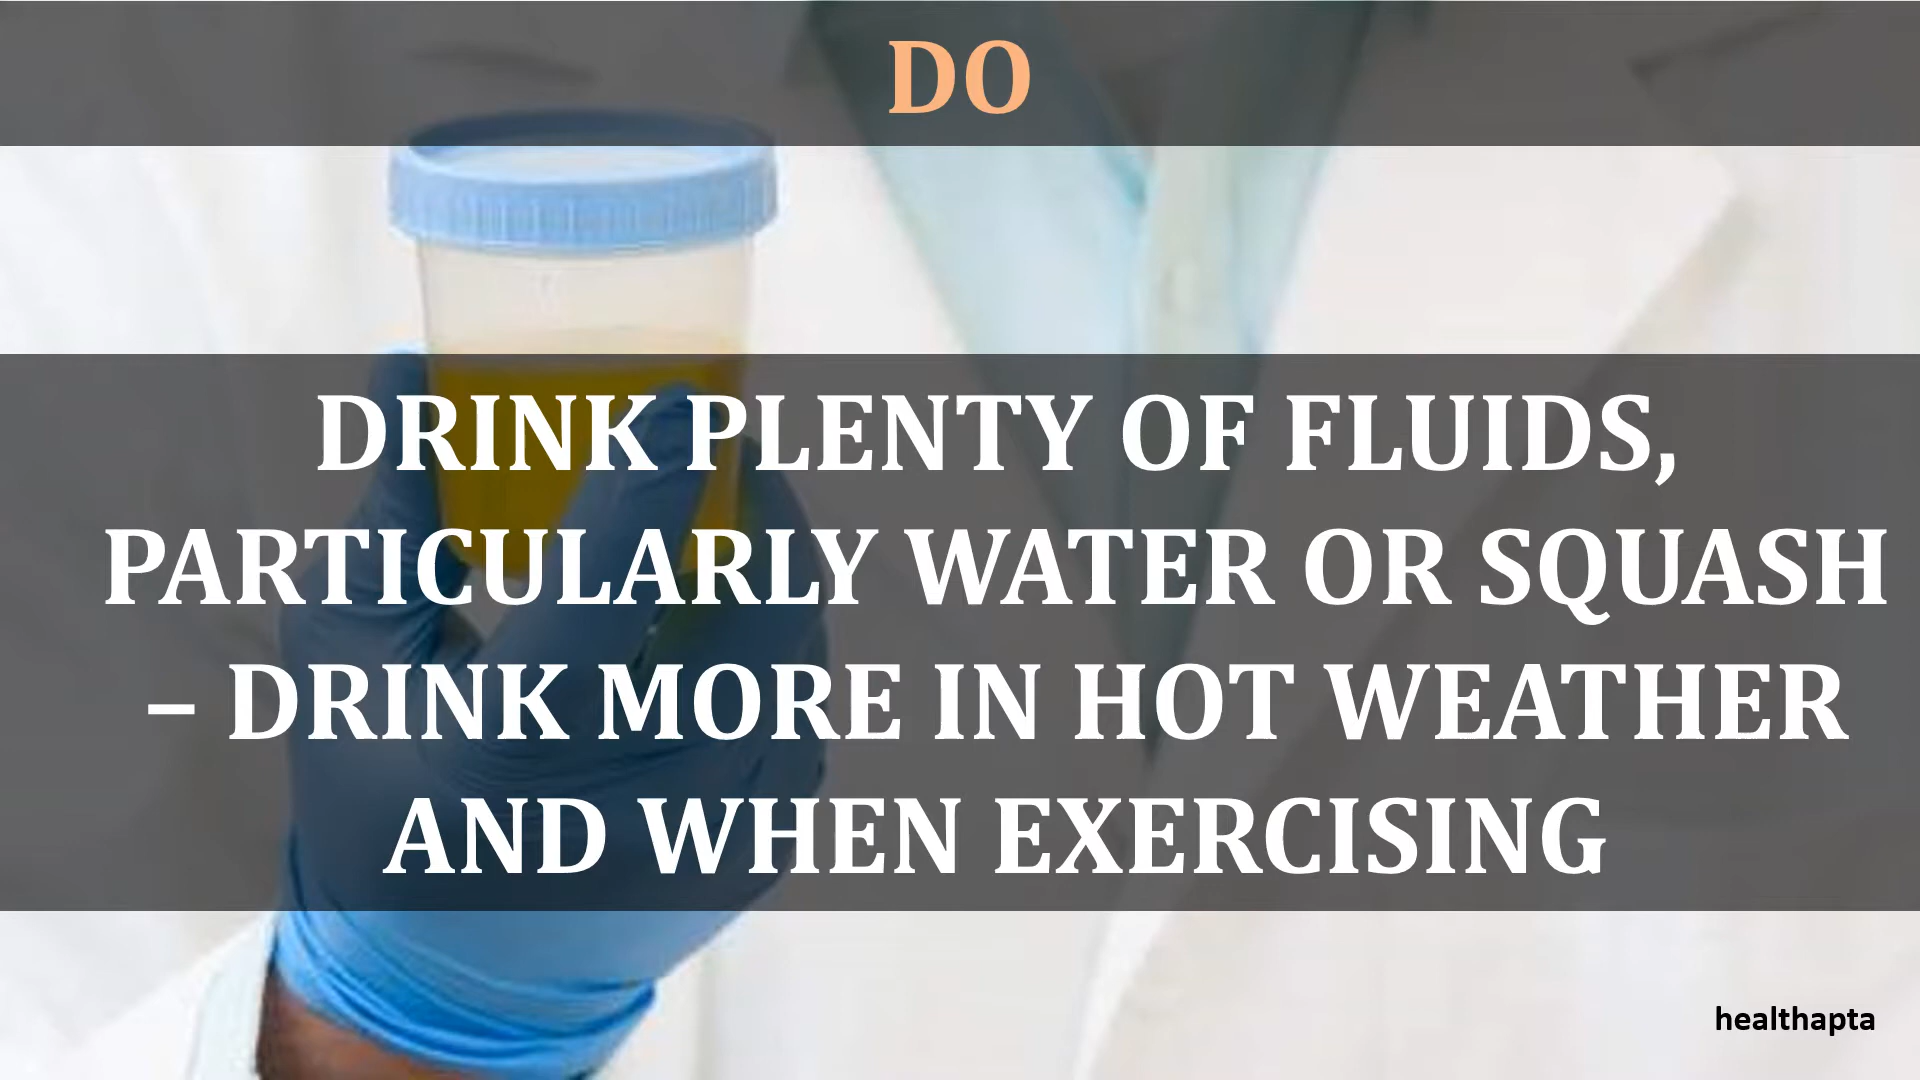 DO
DRINK PLENTY OF FLUIDS,
PARTICULARLY WATER OR SQUASH
– DRINK MORE IN HOT WEATHER
AND WHEN EXERCISING
healthapta